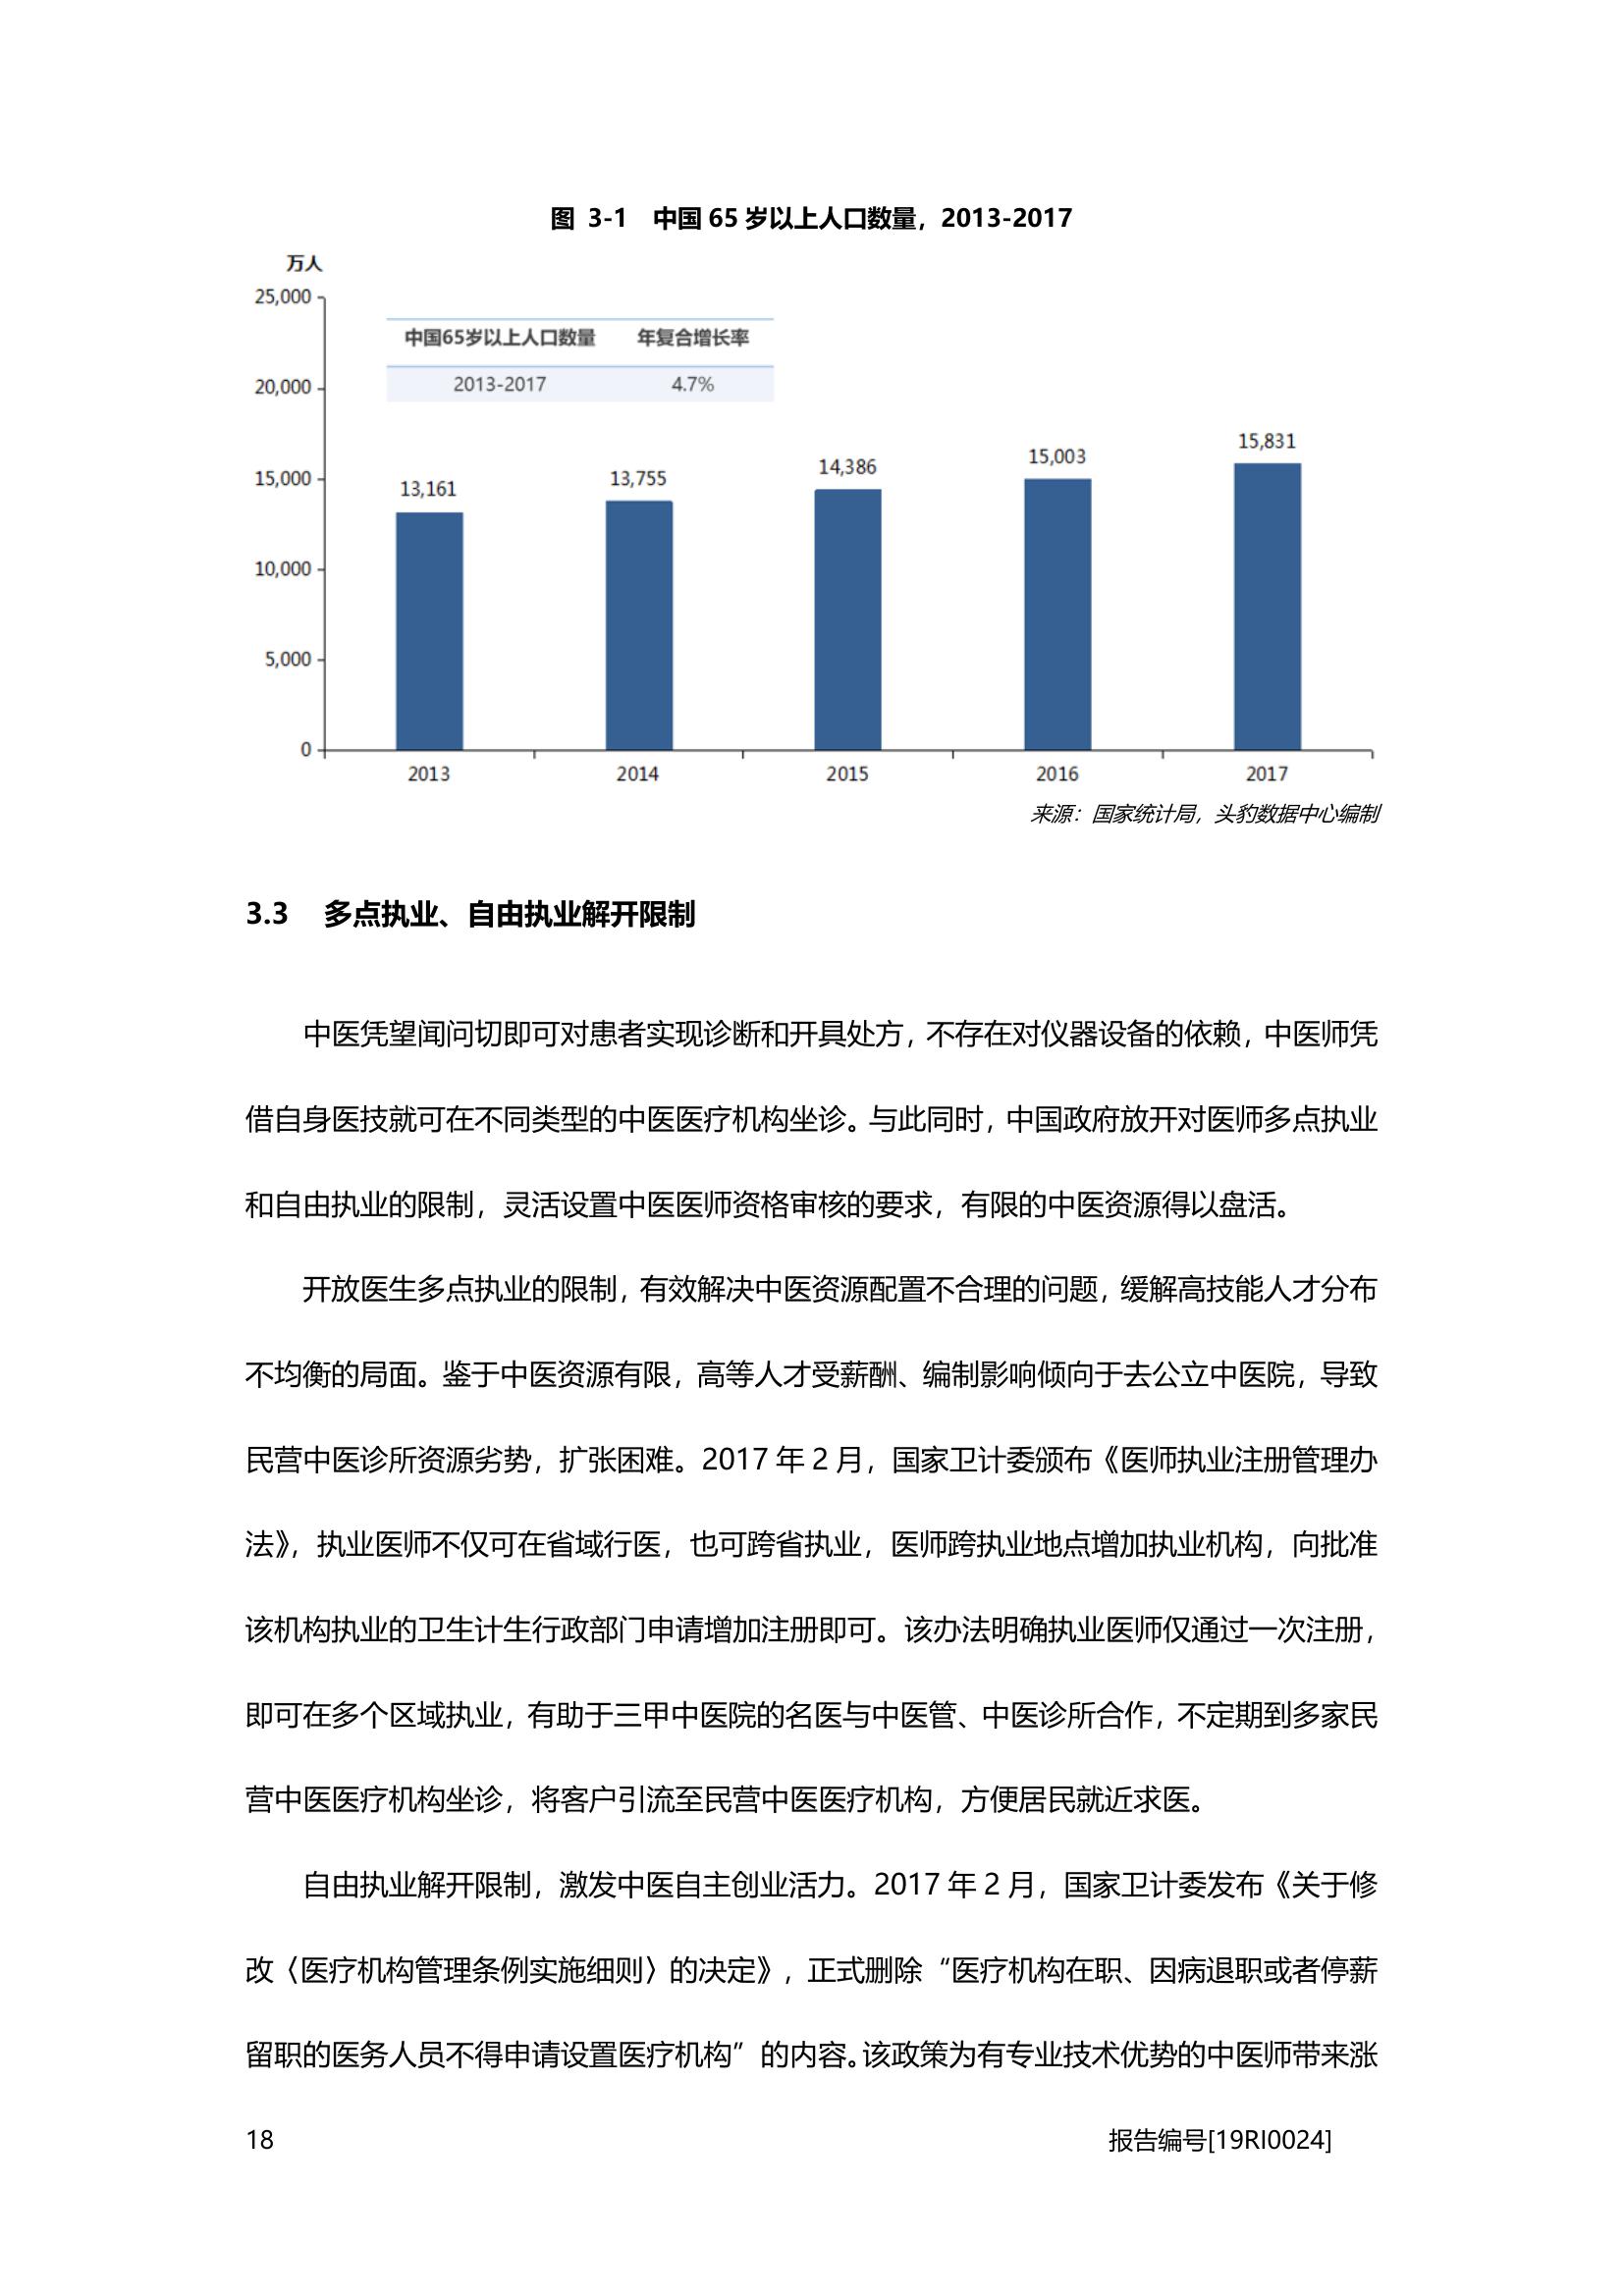 图 3-1 中国 65 岁以上人口数量，2013-2017
万人
25,000
20,000
15,000
10,000
5,000
0
中国65岁以上人口数量 年复合增长率
2013-2017 4.7%
13,161 13,755 14,386 15,003 15,831
2013 2014 2015 2016 2017
来源：国家统计局，头豹数据中心编制
3.3 多点执业、自由执业解开限制
中医凭望闻问切即可对患者实现诊断和开具处方，不存在对仪器设备的依赖，中医师凭
借自身医技就可在不同类型的中医医疗机构坐诊。与此同时，中国政府放开对医师多点执业
和自由执业的限制，灵活设置中医医师资格审核的要求，有限的中医资源得以盘活。
开放医生多点执业的限制，有效解决中医资源配置不合理的问题，缓解高技能人才分布
不均衡的局面。鉴于中医资源有限，高等人才受薪酬、编制影响倾向于去公立中医院，导致
民营中医诊所资源劣势，扩张困难。2017 年 2 月，国家卫计委颁布《医师执业注册管理办
法》，执业医师不仅可在省域行医，也可跨省执业，医师跨执业地点增加执业机构，向批准
该机构执业的卫生计生行政部门申请增加注册即可。该办法明确执业医师仅通过一次注册，
即可在多个区域执业，有助于三甲中医院的名医与中医管、中医诊所合作，不定期到多家民
营中医医疗机构坐诊，将客户引流至民营中医医疗机构，方便居民就近求医。
自由执业解开限制，激发中医自主创业活力。2017 年 2 月，国家卫计委发布《关于修
改〈医疗机构管理条例实施细则〉的决定》，正式删除“医疗机构在职、因病退职或者停薪
留职的医务人员不得申请设置医疗机构”的内容。该政策为有专业技术优势的中医师带来涨
18 报告编号[19RI0024]